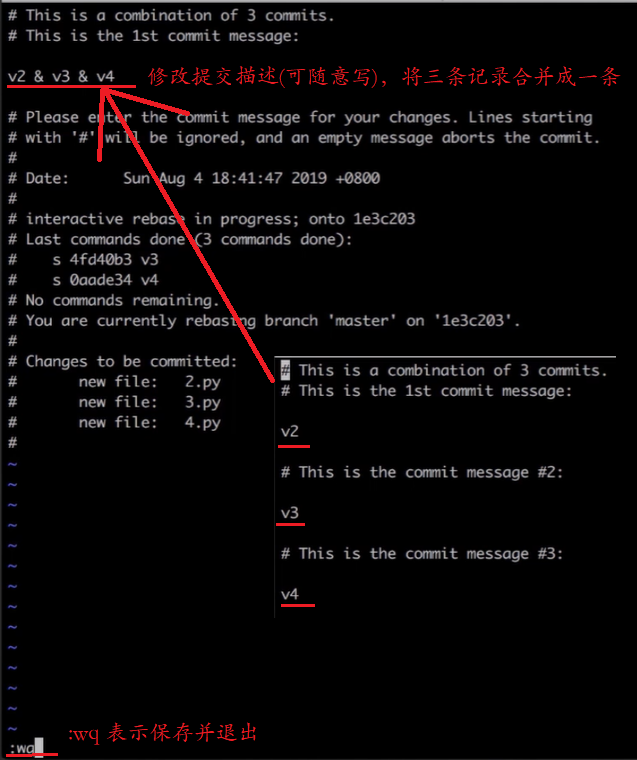 # This is a combination of 3 commits.
# This is the 1st commit message:
v2 & v3 & v4
修改提交描述(可随意写)，将三条记录合并成一条
# Please enter the commit message for your changes. Lines starting
# with '#' will be ignored, and an empty message aborts the commit.
#
# Date:      Sun Aug 4 18:41:47 2019 +0800
#
# interactive rebase in progress; onto 1e3c203
# Last commands done (3 commands done):
#    s 4fd40b3 v3
#    s 0aade34 v4
# No commands remaining.
# You are currently rebasing branch 'master' on '1e3c203'.
#
# Changes to be committed:
#       new file:   2.py
#       new file:   3.py
#       new file:   4.py
#
# This is a combination of 3 commits.
# This is the 1st commit message:
v2
# This is the commit message #2:
v3
# This is the commit message #3:
v4
~
~
~
~
~
~
~
~
~
~
~
~
~
~
:wq
:wq 表示保存并退出